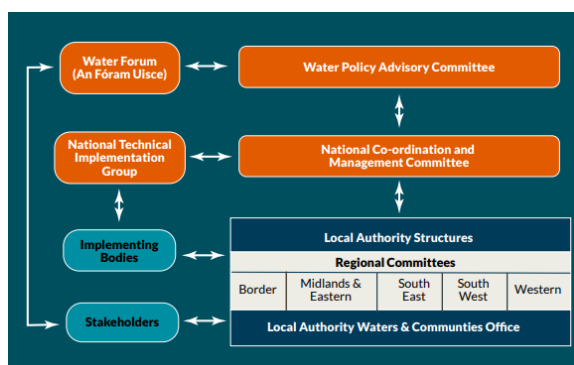 Water Forum
(An Fóram Uisce)
Water Policy Advisory Committee
National Technical
Implementation
Group
National Co-ordination and
Management Committee
Implementing
Bodies
Local Authority Structures
Regional Committees
Border
Midlands &
Eastern
South
East
South
West
Western
Stakeholders
Local Authority Waters & Communties Office